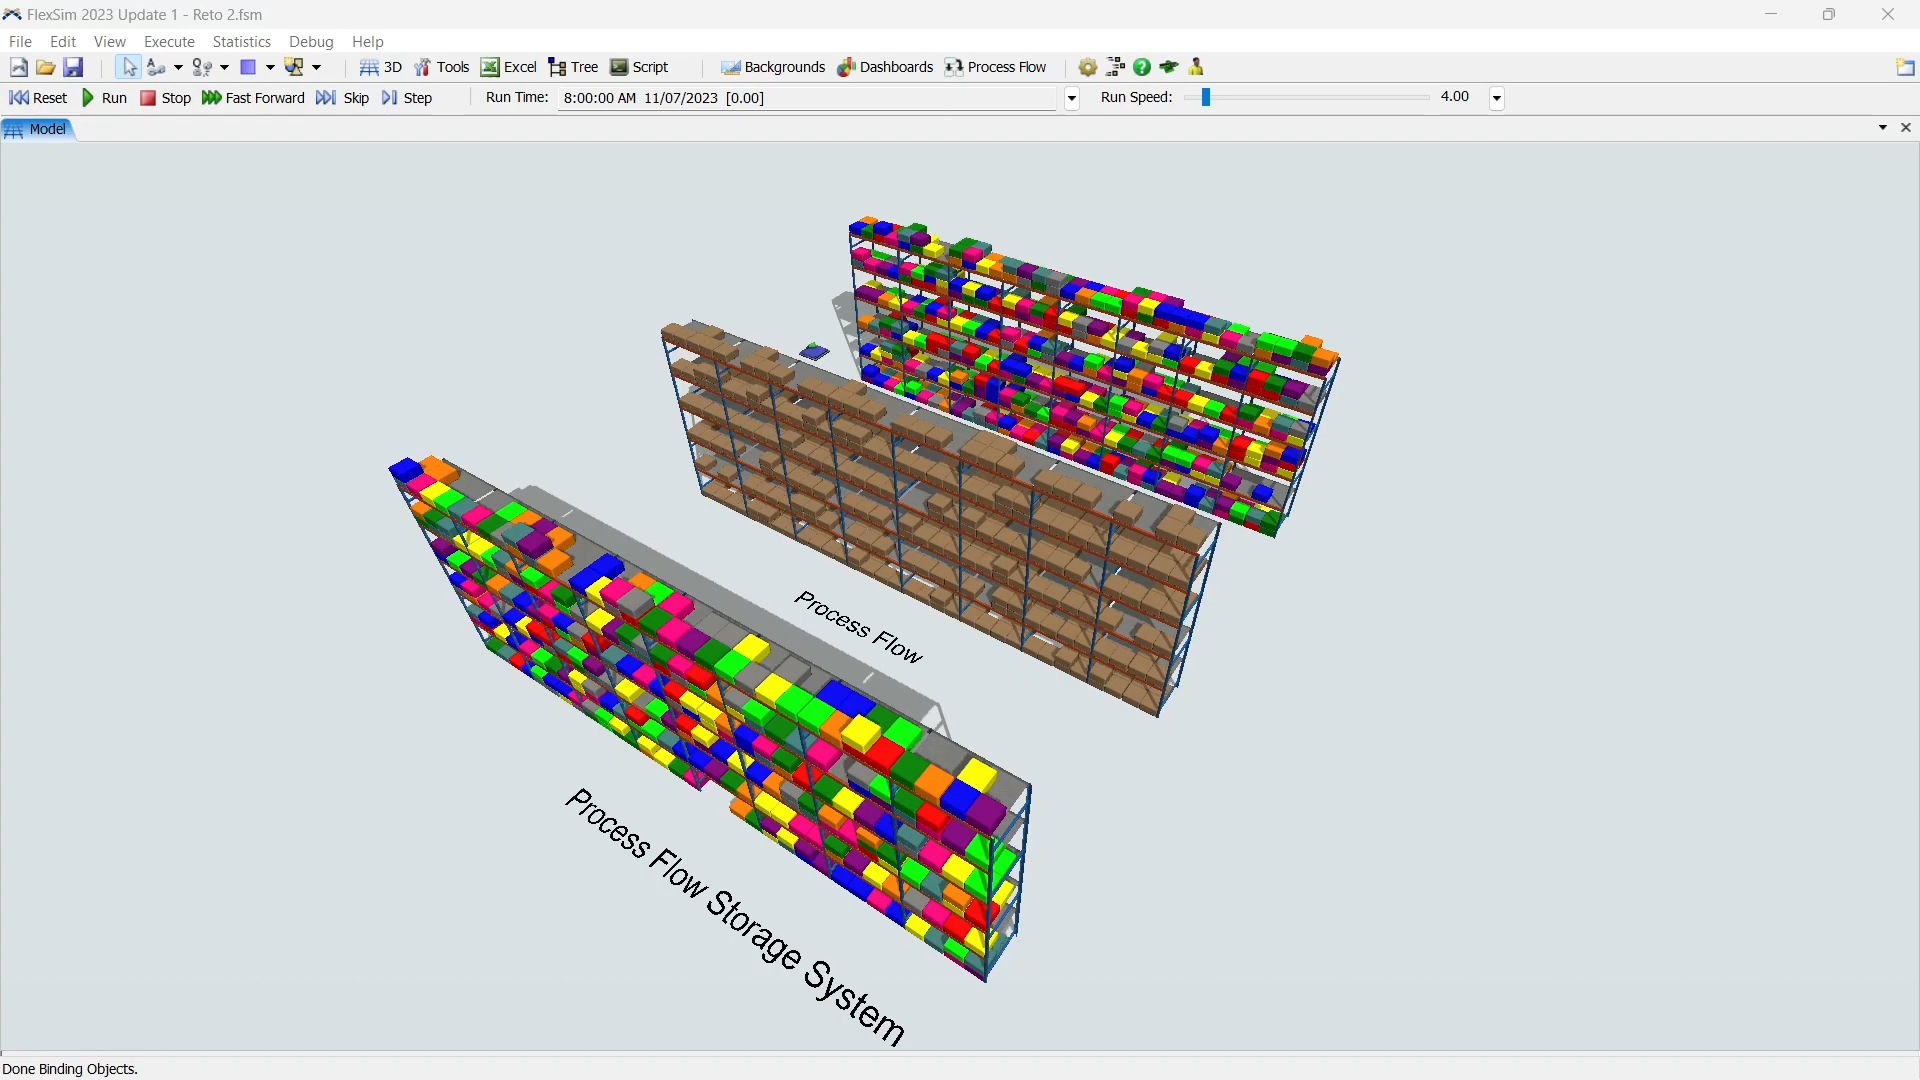 FlexSim 2023 Update 1 - Reto 2.fsm
File Edit View Execute Statistics Debug Help
3D Tools Excel Tree Script Backgrounds Dashboards Process Flow
Reset Run Stop Fast Forward Skip Step Run Time: 8:00:00 AM 11/07/2023 [0.00] Run Speed: 4.00
Model
Process Flow
Process Flow Storage System
Done Binding Objects.